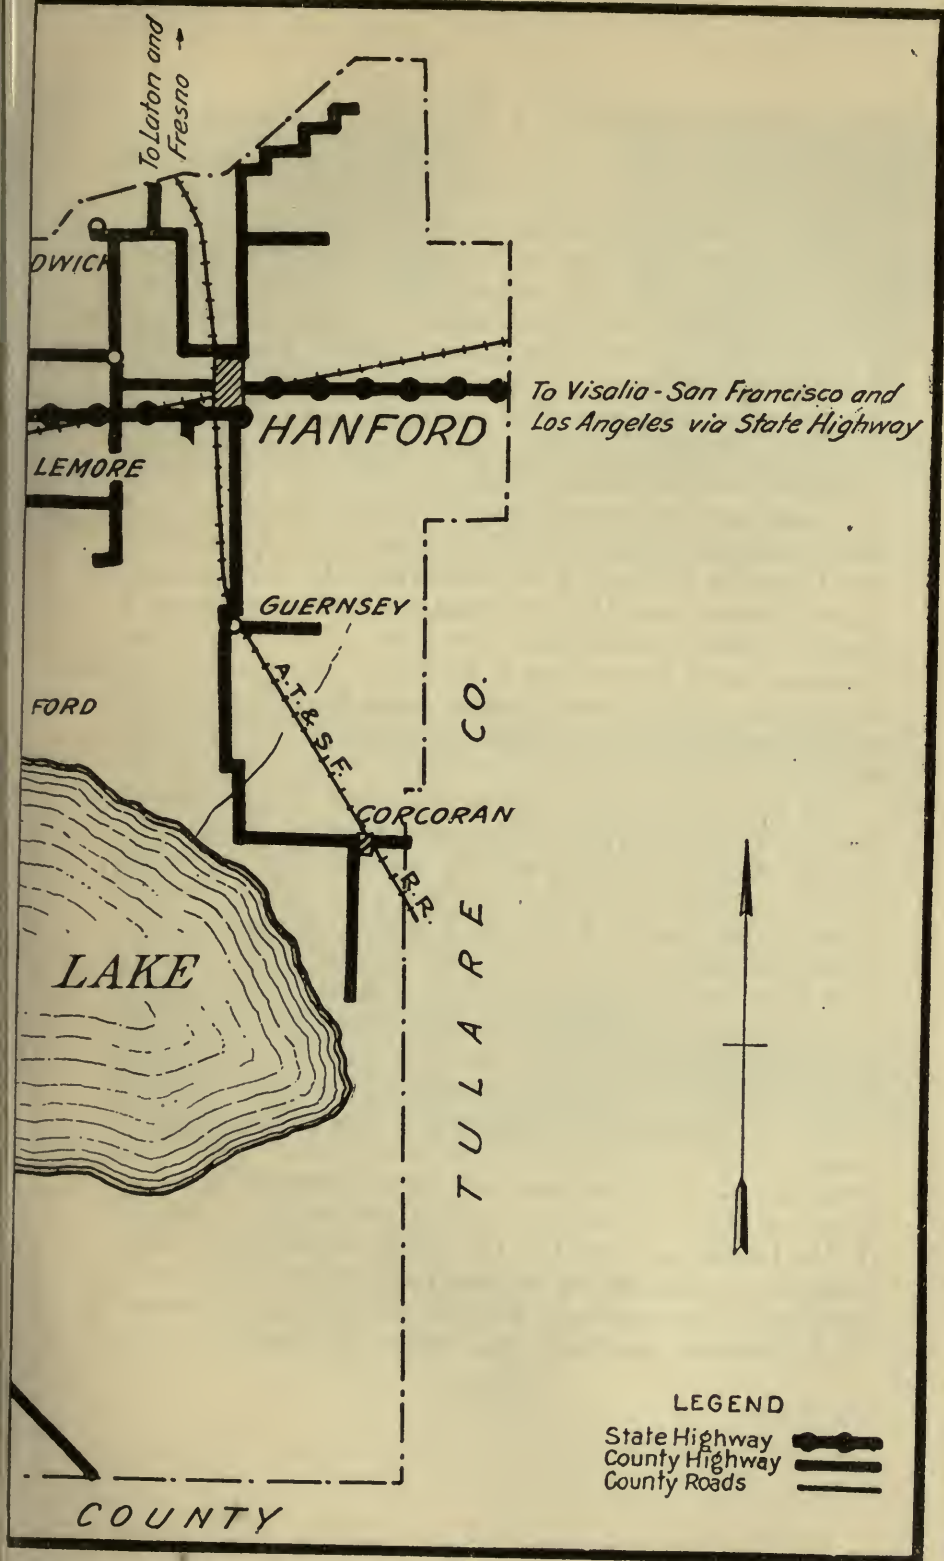 To Laton and
Fresno →
DWICK
To Visalia - San Francisco and
Los Angeles via State Highway
HANFORD
LEMORE
GUERNSEY
A.T. & S.F.
CO.
FORD
CORCORAN
R.R.
TULARE
LAKE
LEGEND
State Highway
County Highway
County Roads
COUNTY